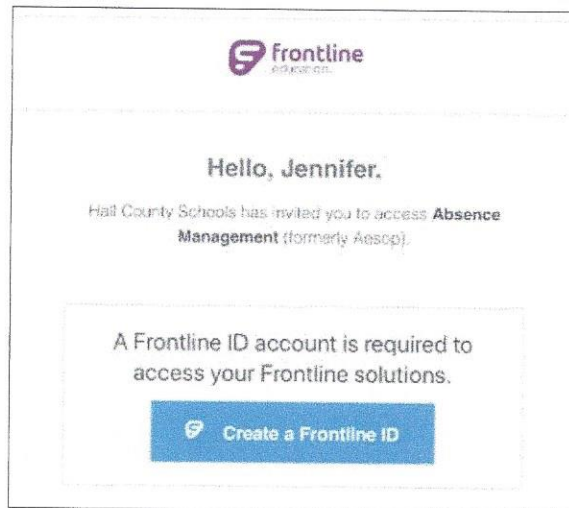 frontline
education.
Hello, Jennifer.
Hall County Schools has invited you to access Absence
Management (formerly Aesop).
A Frontline ID account is required to
access your Frontline solutions.
Create a Frontline ID